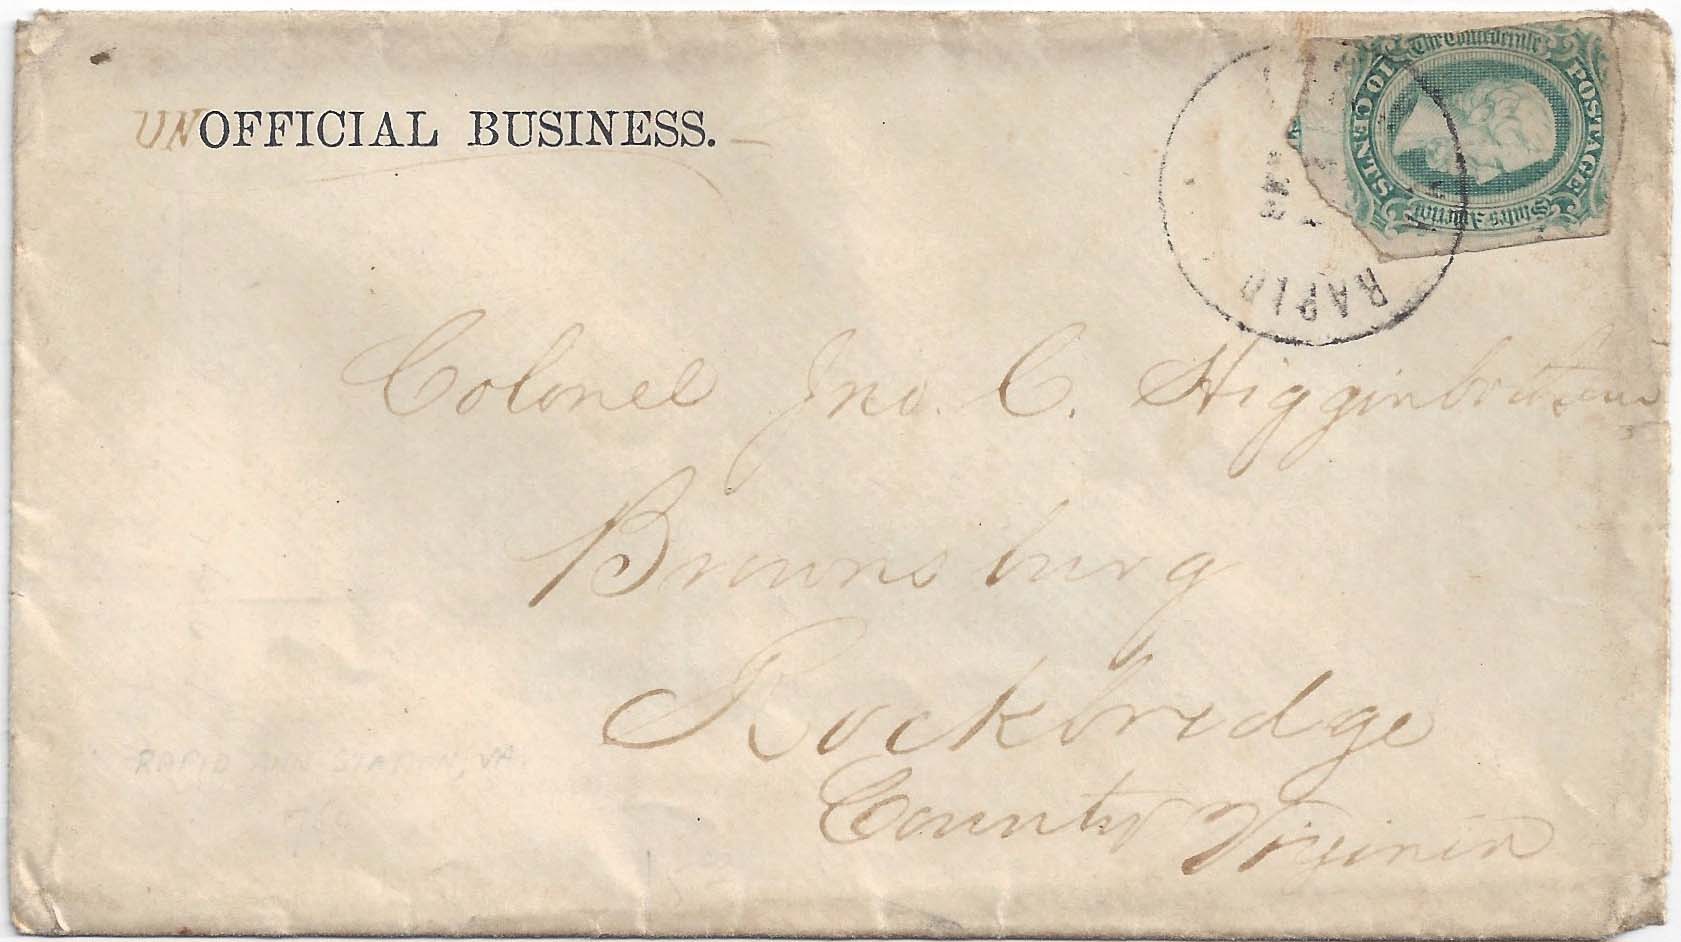 UNOFFICIAL BUSINESS.
The Confederate
States America
10 CENTS
POSTAGE
RAPID
Colonel Jno. C. Higginbotham
Brownsburg
Rockbridge
County Virginia
RAPID ANN STATION, VA